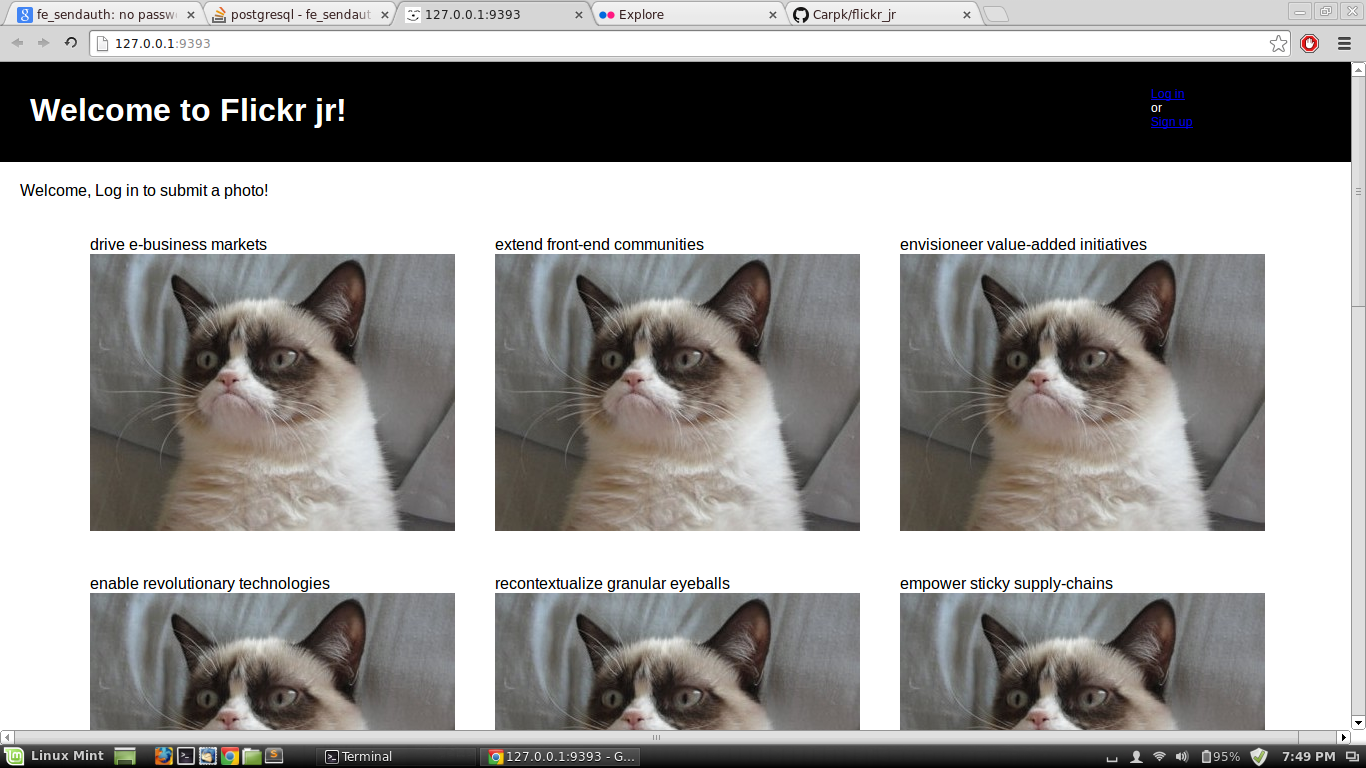 fe_sendauth: no passw
postgresql - fe_sendaut
127.0.0.1:9393
Explore
Carpk/flickr_jr
127.0.0.1:9393
Welcome to Flickr jr!
Log in
or
Sign up
Welcome, Log in to submit a photo!
drive e-business markets
extend front-end communities
envisioneer value-added initiatives
enable revolutionary technologies
recontextualize granular eyeballs
empower sticky supply-chains
Linux Mint
Terminal
127.0.0.1:9393 - G...
95%
7:49 PM